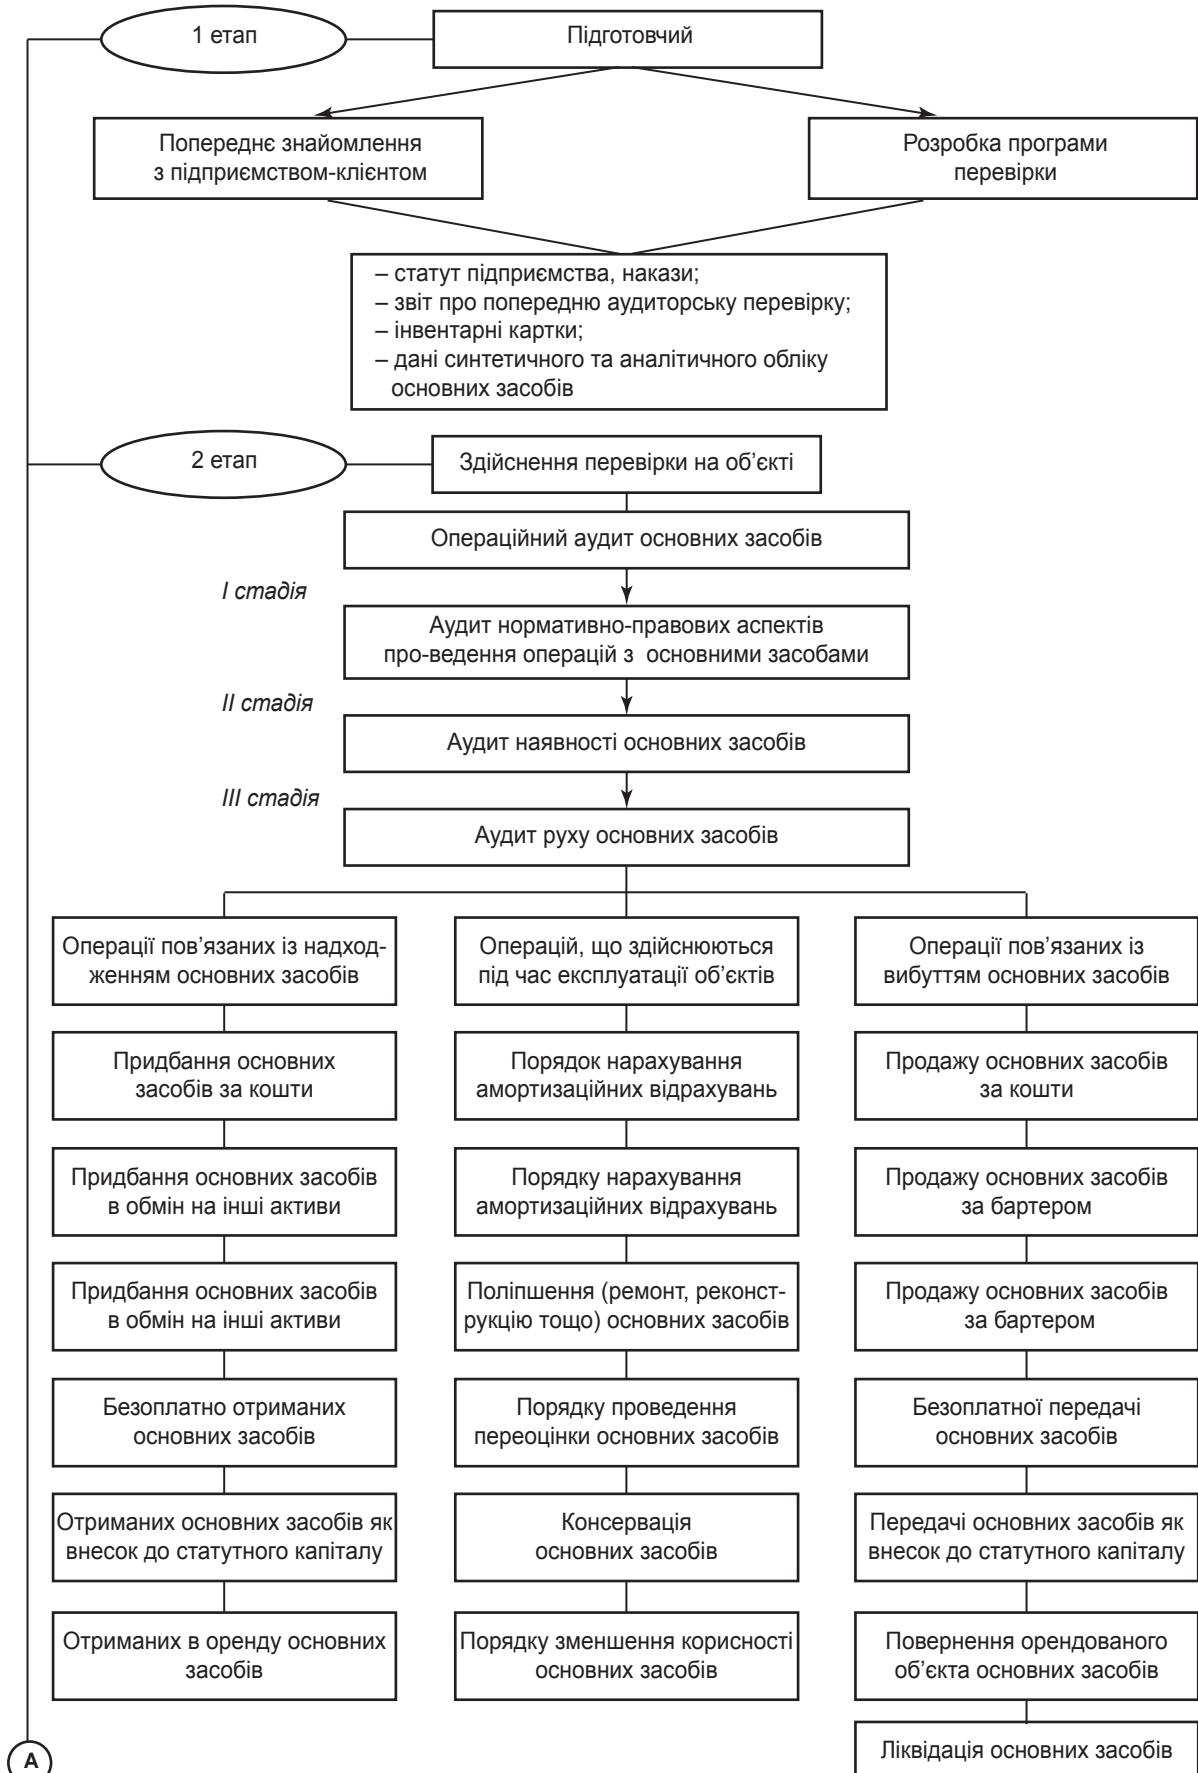 1 етап
Підготовчий
Попереднє знайомлення
з підприємством-клієнтом
Розробка програми
перевірки
– статут підприємства, накази;
– звіт про попередню аудиторську перевірку;
– інвентарні картки;
– дані синтетичного та аналітичного обліку
основних засобів
2 етап
Здійснення перевірки на об’єкті
Операційний аудит основних засобів
I стадія
Аудит нормативно-правових аспектів
про-ведення операцій з основними засобами
II стадія
Аудит наявності основних засобів
III стадія
Аудит руху основних засобів
Операції пов’язаних із надход-
женням основних засобів
Придбання основних
засобів за кошти
Придбання основних засобів
в обмін на інші активи
Придбання основних засобів
в обмін на інші активи
Безоплатно отриманих
основних засобів
Отриманих основних засобів як
внесок до статутного капіталу
Отриманих в оренду основних
засобів
Операцій, що здійснюються
під час експлуатації об’єктів
Порядок нарахування
амортизаційних відрахувань
Порядку нарахування
амортизаційних відрахувань
Поліпшення (ремонт, реконст-
рукцію тощо) основних засобів
Порядку проведення
переоцінки основних засобів
Консервація
основних засобів
Порядку зменшення корисності
основних засобів
Операції пов’язаних із
вибуттям основних засобів
Продажу основних засобів
за кошти
Продажу основних засобів
за бартером
Продажу основних засобів
за бартером
Безоплатної передачі
основних засобів
Передачі основних засобів як
внесок до статутного капіталу
Повернення орендованого
об’єкта основних засобів
Ліквідація основних засобів
А